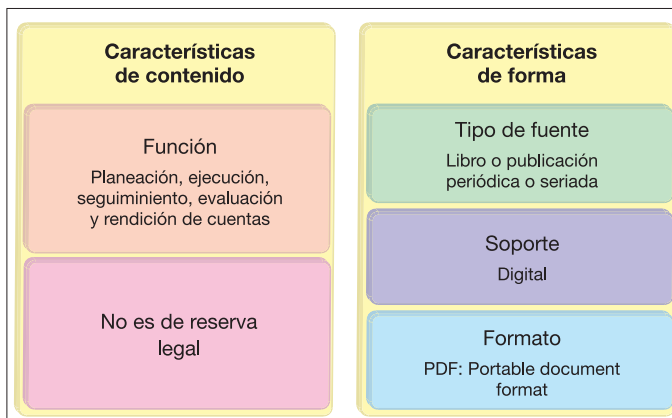 Características
de contenido
Función
Planeación, ejecución,
seguimiento, evaluación
y rendición de cuentas
No es de reserva
legal
Características
de forma
Tipo de fuente
Libro o publicación
periódica o seriada
Soporte
Digital
Formato
PDF: Portable document
format